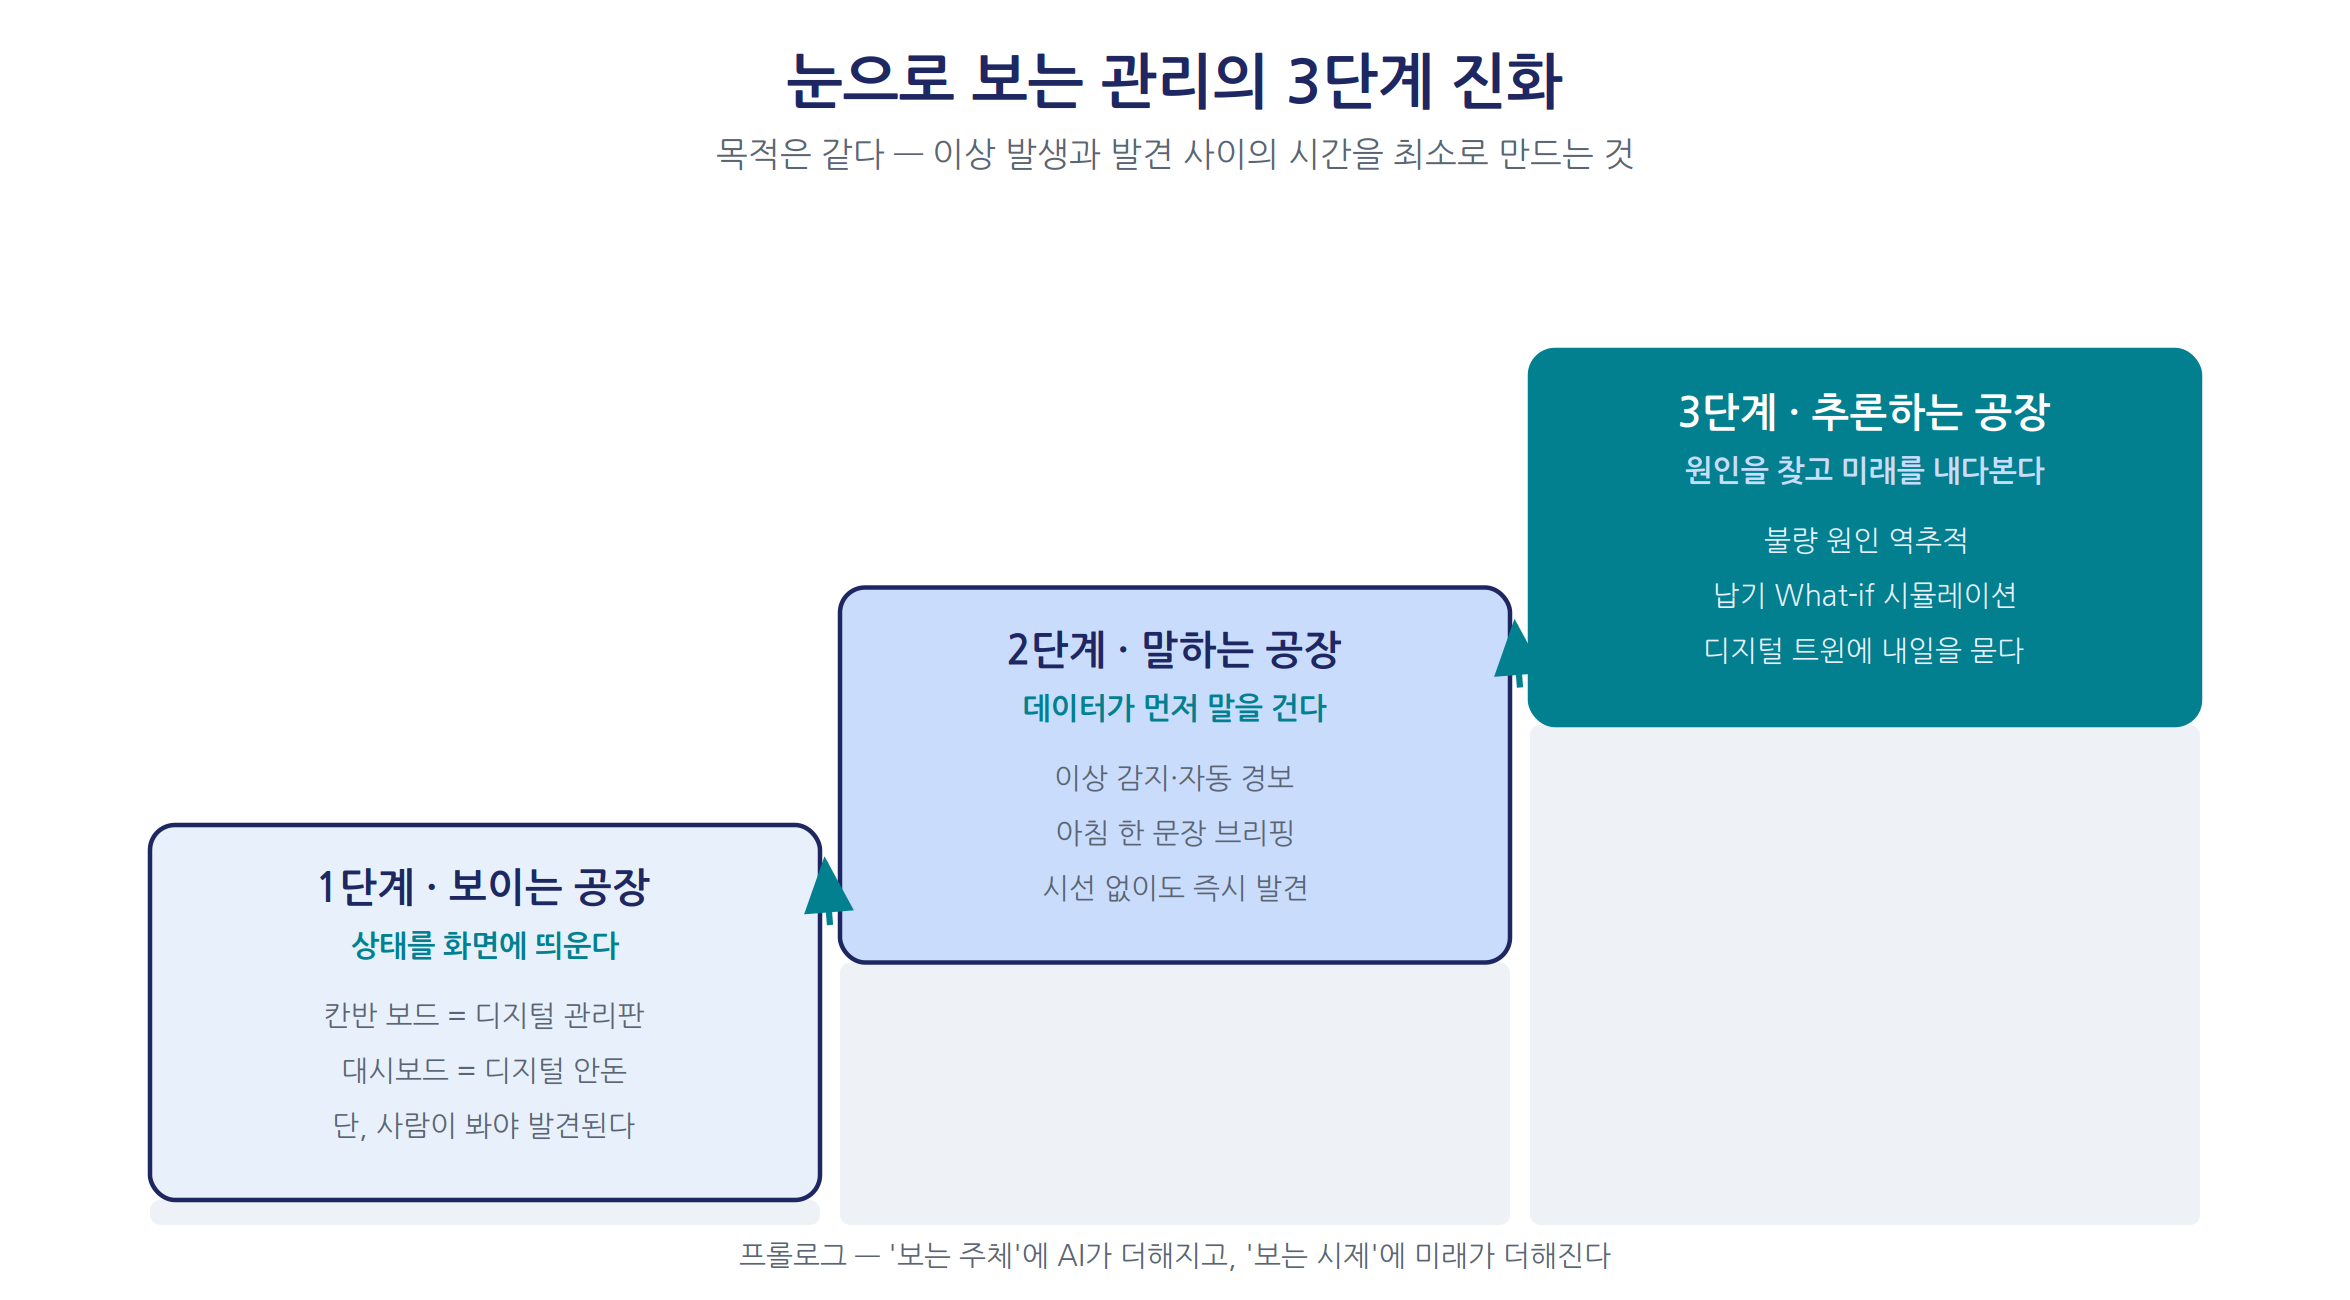 눈으로 보는 관리의 3단계 진화
목적은 같다 — 이상 발생과 발견 사이의 시간을 최소로 만드는 것
1단계 · 보이는 공장
상태를 화면에 띄운다
칸반 보드 = 디지털 관리판
대시보드 = 디지털 안돈
단, 사람이 봐야 발견된다
2단계 · 말하는 공장
데이터가 먼저 말을 건다
이상 감지·자동 경보
아침 한 문장 브리핑
시선 없이도 즉시 발견
3단계 · 추론하는 공장
원인을 찾고 미래를 내다본다
불량 원인 역추적
납기 What-if 시뮬레이션
디지털 트윈에 내일을 묻다
프롤로그 — '보는 주체'에 AI가 더해지고, '보는 시제'에 미래가 더해진다